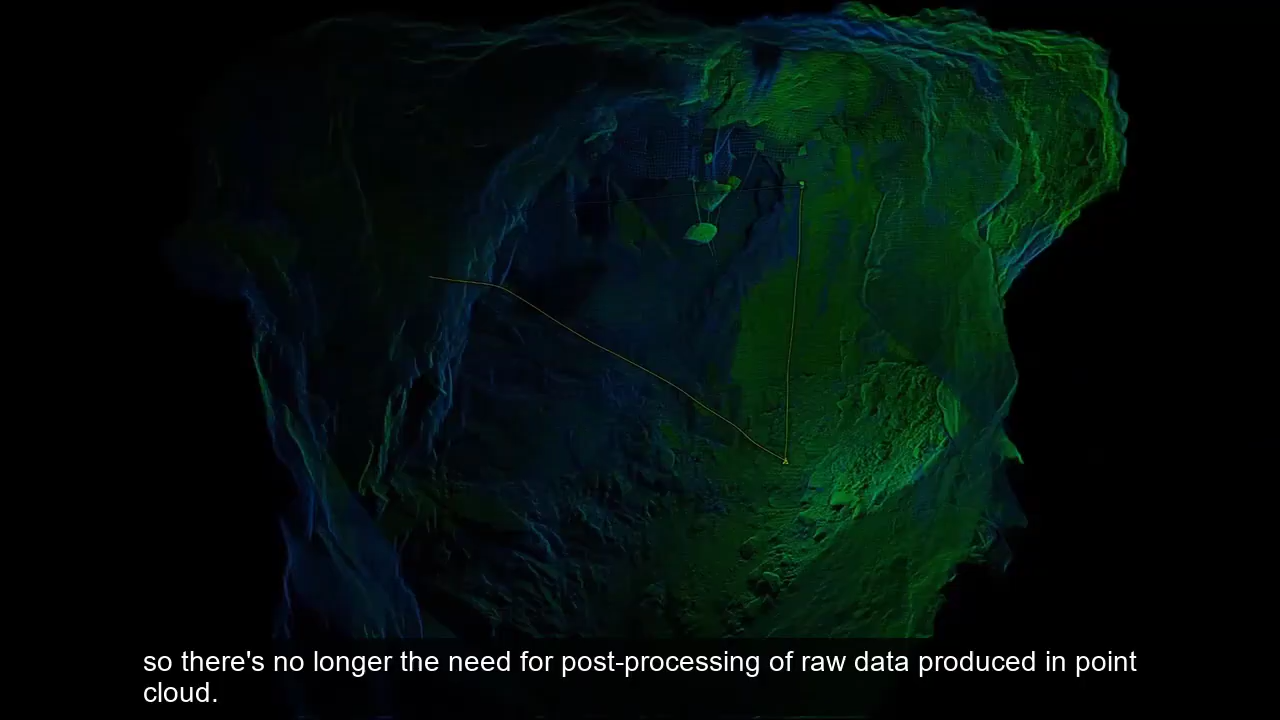 so there's no longer the need for post-processing of raw data produced in point
cloud.